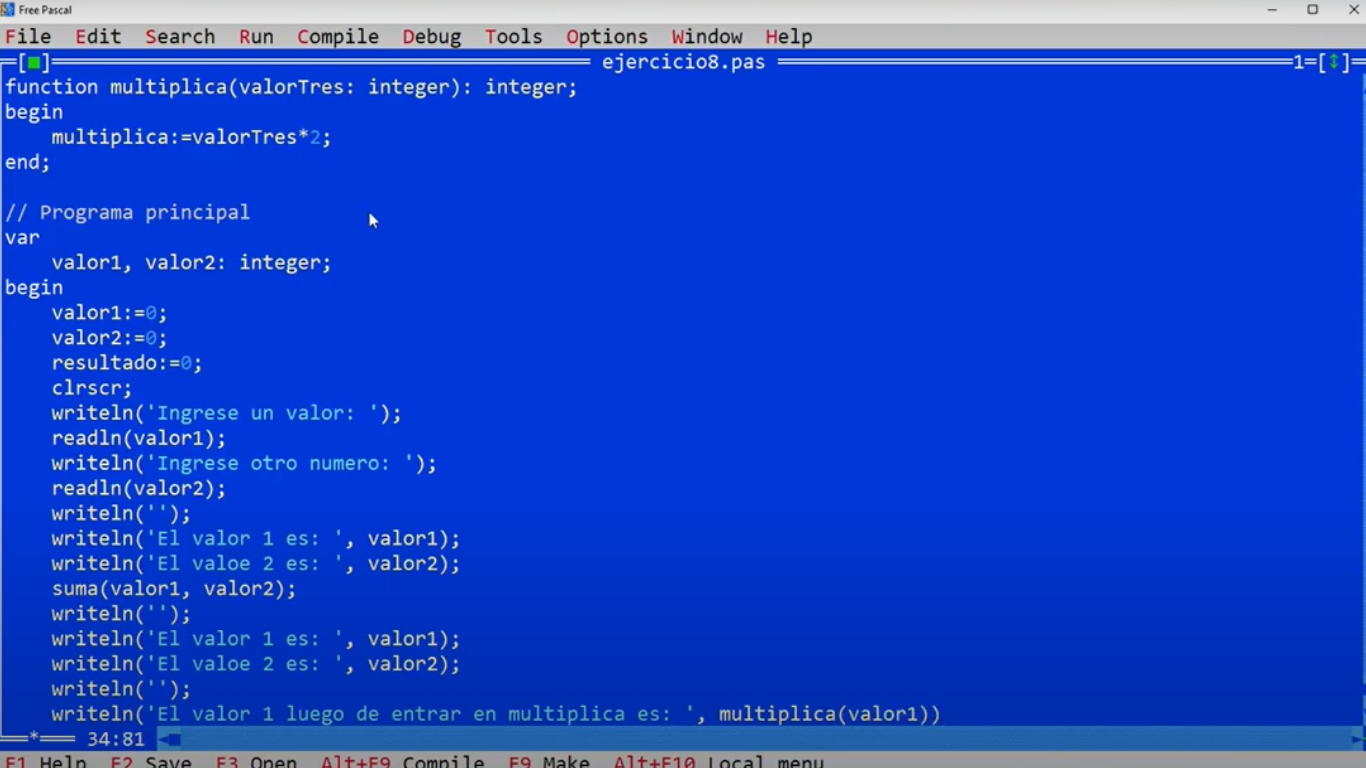 Free Pascal
File Edit Search Run Compile Debug Tools Options Window Help
[■] ejercicio8.pas 1=[↕]
function multiplica(valorTres: integer): integer;
begin
    multiplica:=valorTres*2;
end;
// Programa principal
var
    valor1, valor2: integer;
begin
    valor1:=0;
    valor2:=0;
    resultado:=0;
    clrscr;
    writeln('Ingrese un valor: ');
    readln(valor1);
    writeln('Ingrese otro numero: ');
    readln(valor2);
    writeln('');
    writeln('El valor 1 es: ', valor1);
    writeln('El valoe 2 es: ', valor2);
    suma(valor1, valor2);
    writeln('');
    writeln('El valor 1 es: ', valor1);
    writeln('El valoe 2 es: ', valor2);
    writeln('');
    writeln('El valor 1 luego de entrar en multiplica es: ', multiplica(valor1))
* 34:81
F1 Help F2 Save F3 Open Alt+F9 Compile F9 Make Alt+F10 Local menu